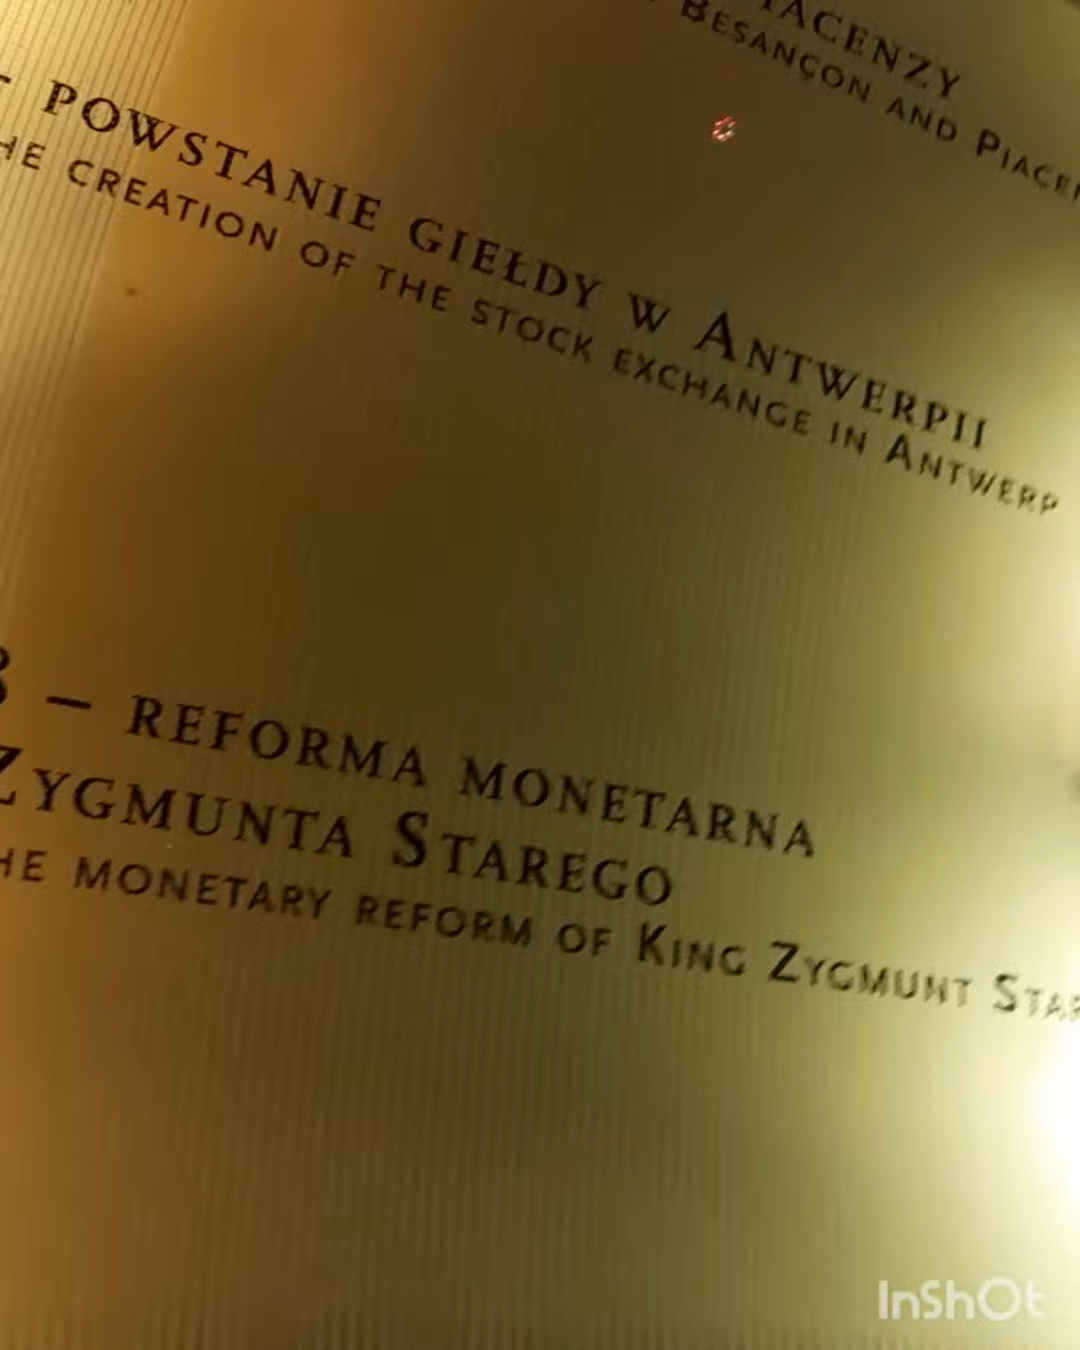 BESANÇON AND
POWSTANIE GIEŁDY W ANTWERPII
CREATION OF THE STOCK EXCHANGE IN ANTWERP
– REFORMA MONETARNA
ZYGMUNTA STAREGO
MONETARY REFORM OF KING ZYGMUNT
InShOt